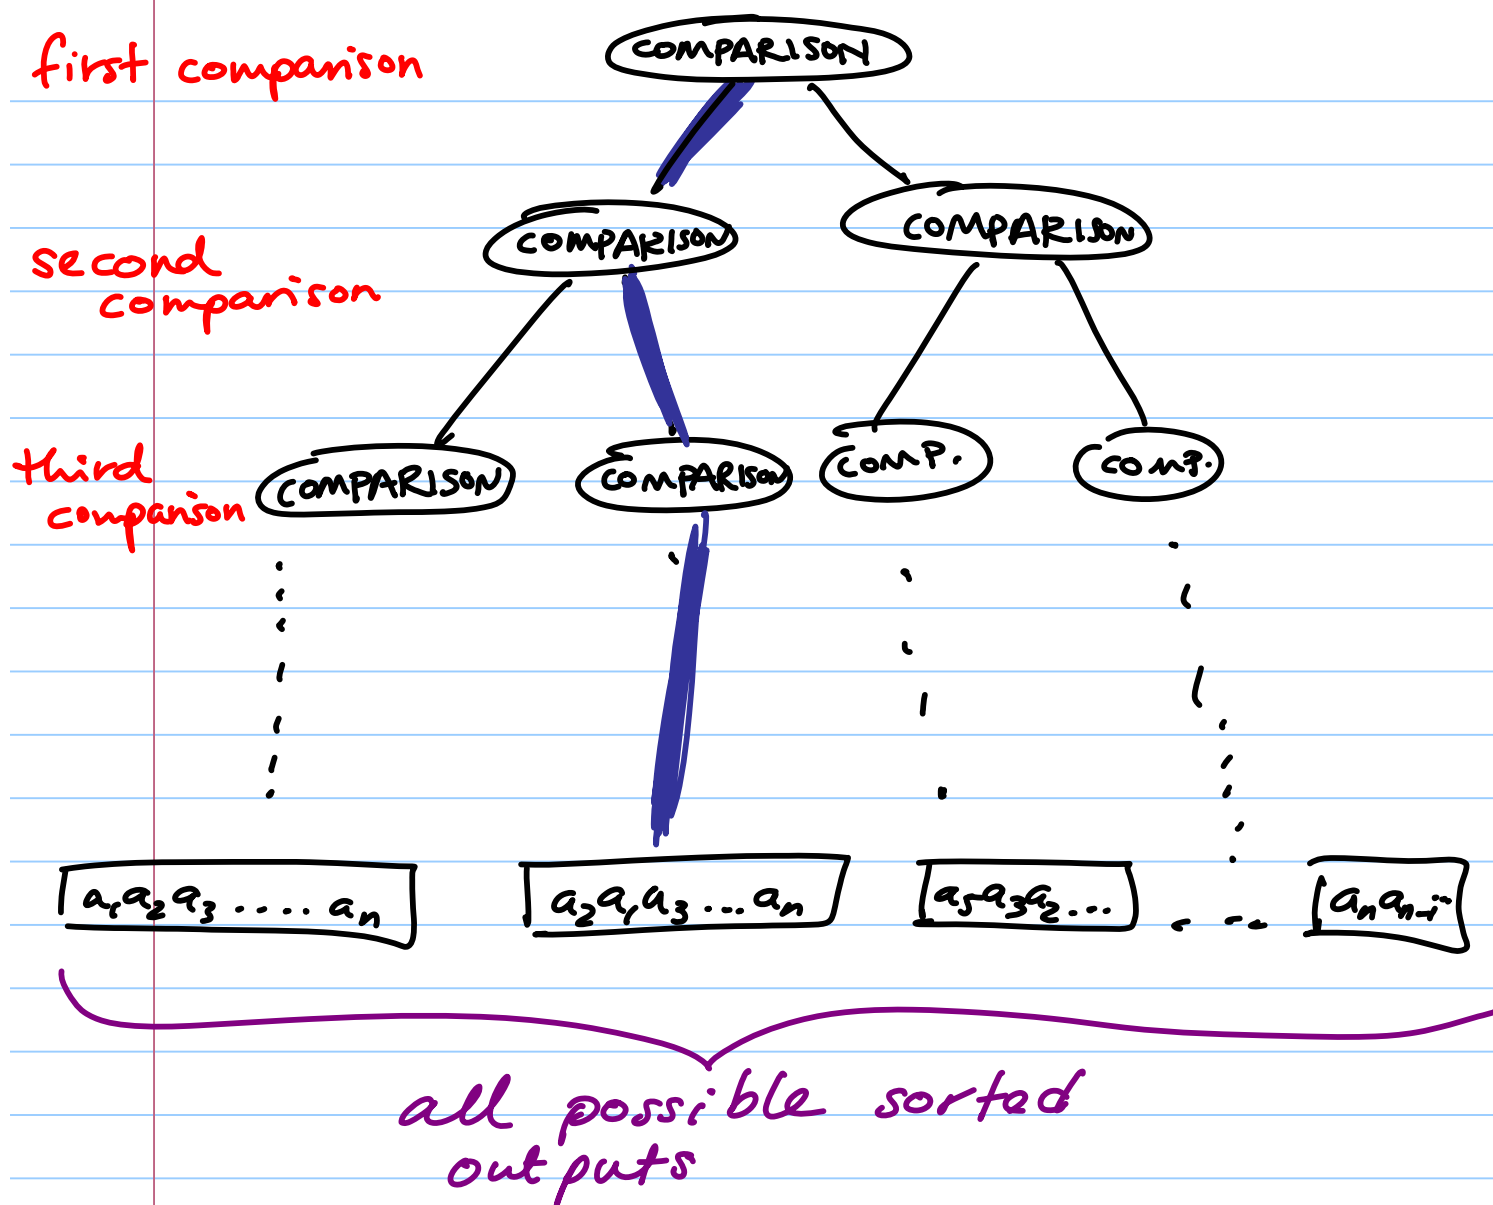 first comparison
COMPARISON
second
comparison
COMPARISON
COMPARISON
third
comparison
COMPARISON
COMPARISON
COMP.
COMP.
a₁a₂a₃ ..... aₙ
a₂a₁a₃ ... aₙ
a₅a₃a₂...
. . .
aₙaₙ₋₁...
all possible sorted
outputs